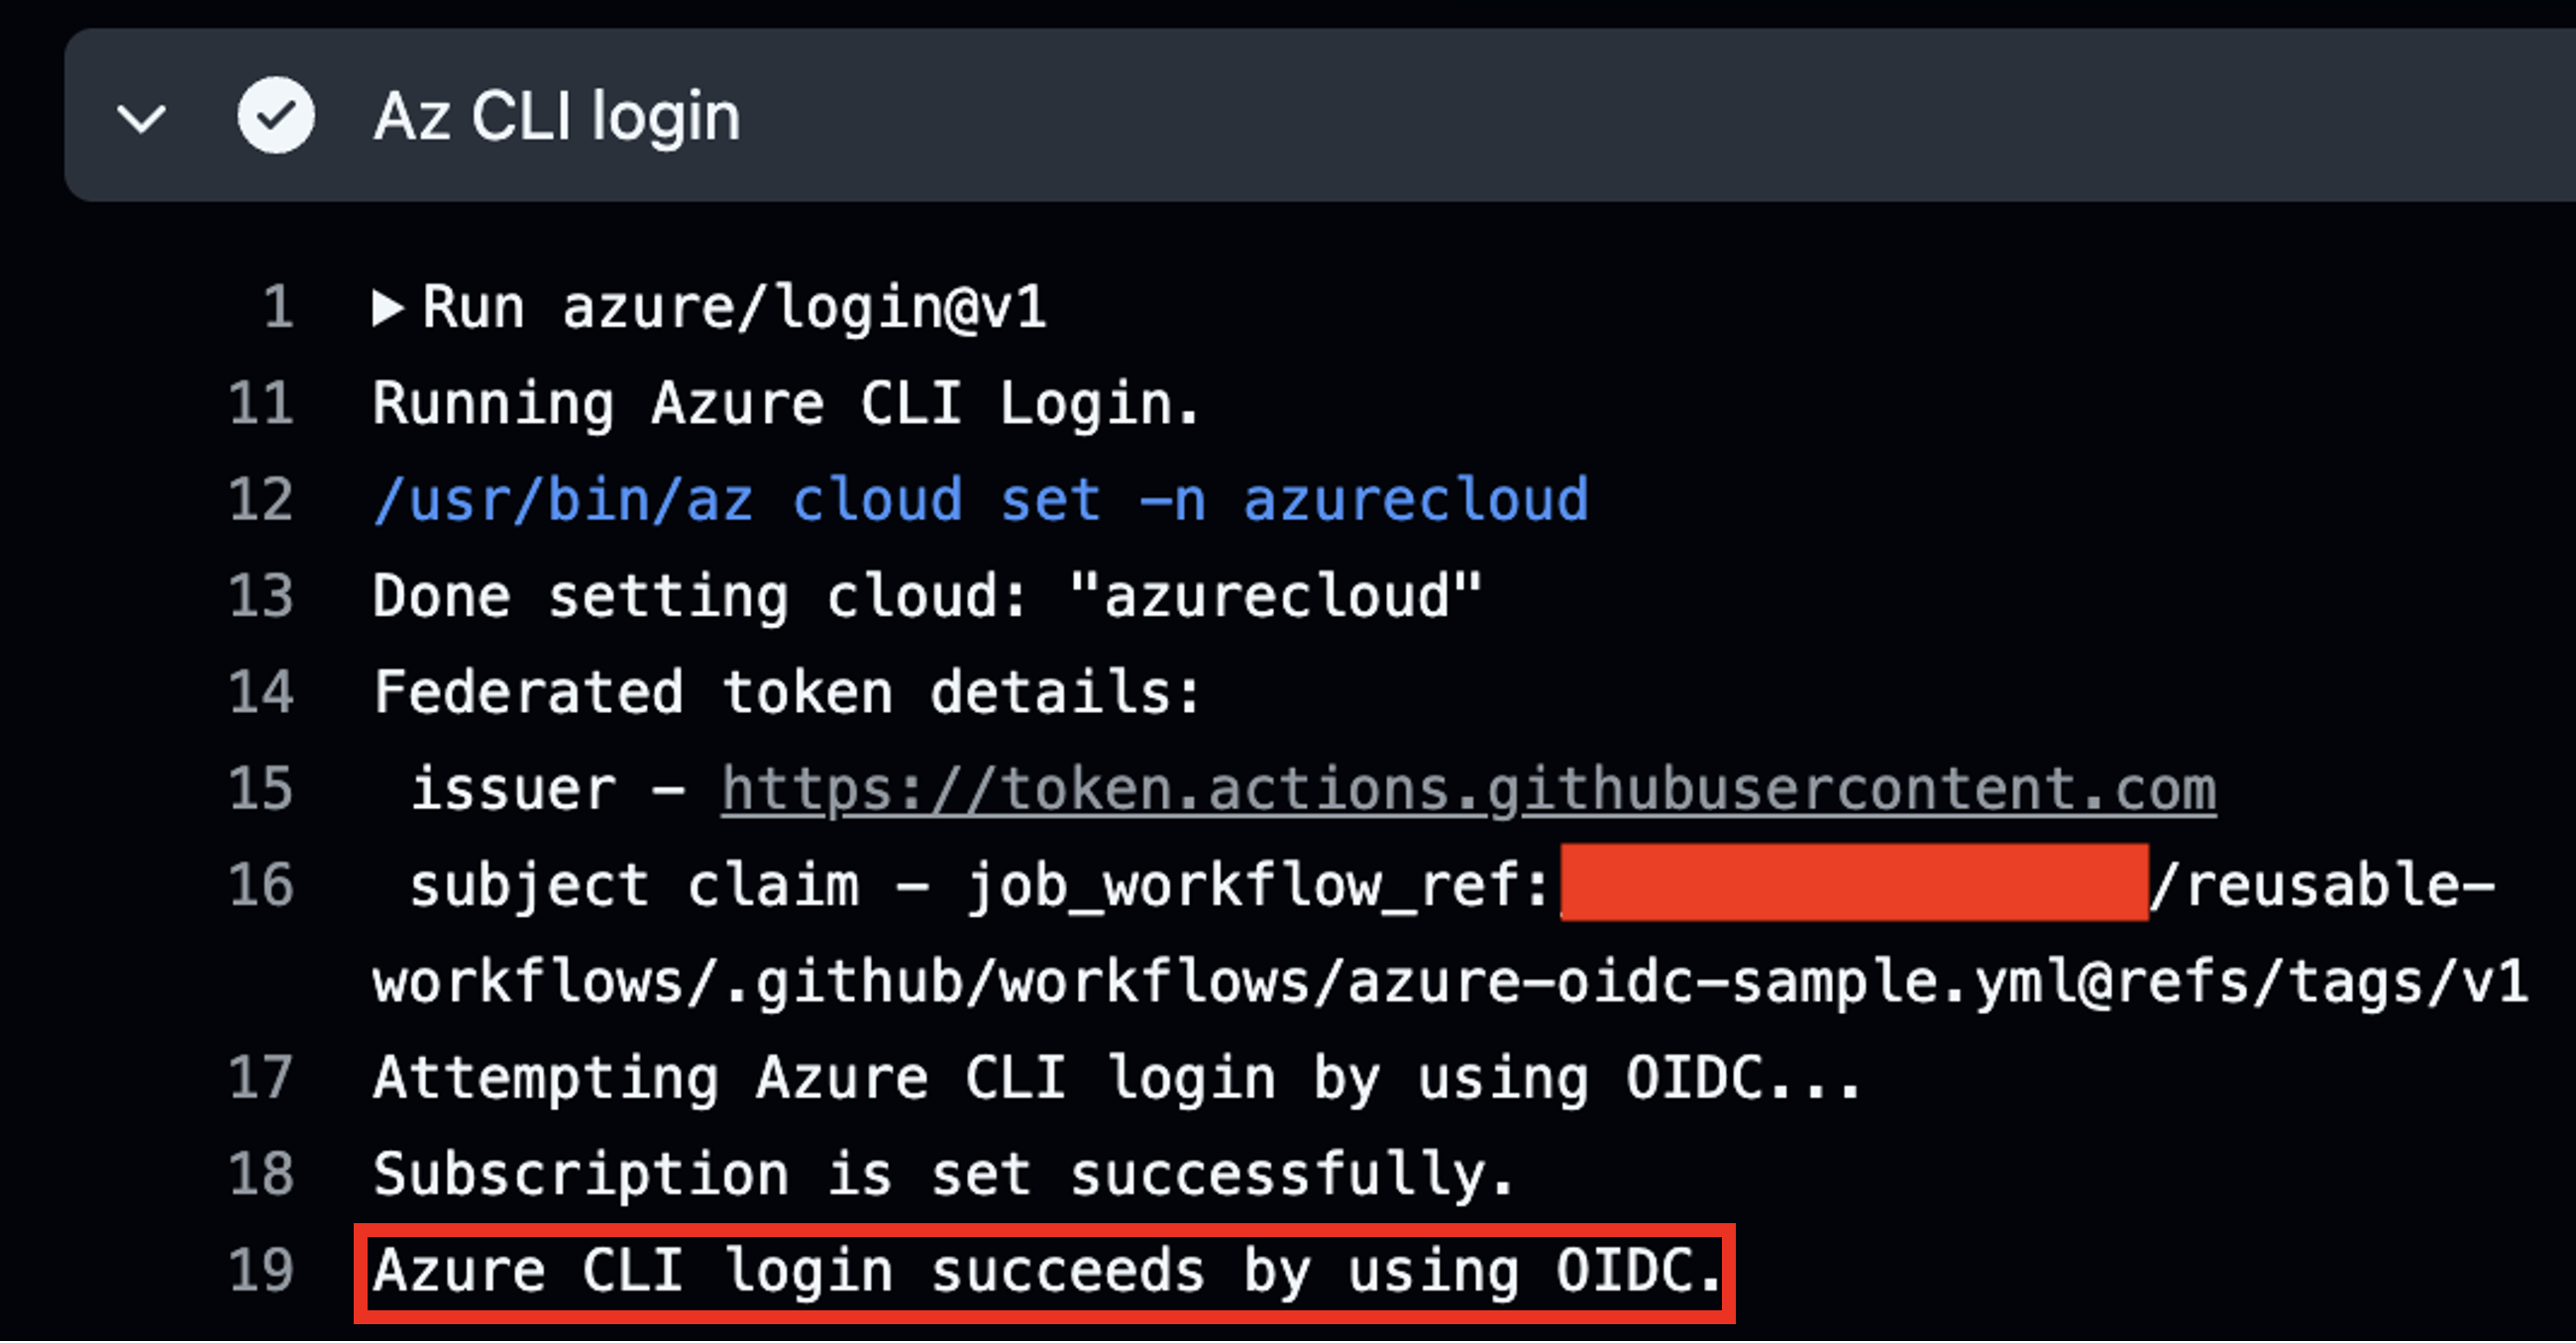 Az CLI login
1 Run azure/login@v1
11 Running Azure CLI Login.
12 /usr/bin/az cloud set -n azurecloud
13 Done setting cloud: "azurecloud"
14 Federated token details:
15 issuer - https://token.actions.githubusercontent.com
16 subject claim - job_workflow_ref: /reusable-
workflows/.github/workflows/azure-oidc-sample.yml@refs/tags/v1
17 Attempting Azure CLI login by using OIDC...
18 Subscription is set successfully.
19 Azure CLI login succeeds by using OIDC.